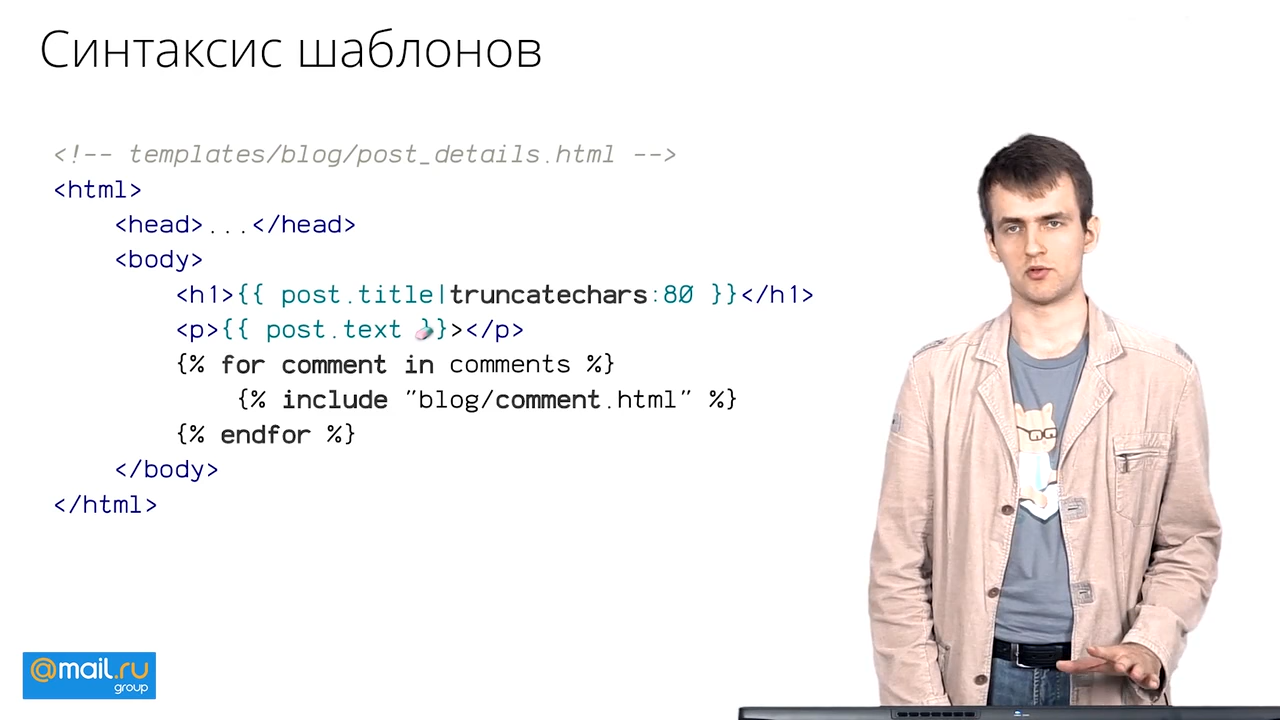 Синтаксис шаблонов
<!-- templates/blog/post_details.html -->
<html>
<head>...</head>
<body>
<h1>{{ post.title|truncatechars:80 }}</h1>
<p>{{ post.text }}></p>
{% for comment in comments %}
{% include "blog/comment.html" %}
{% endfor %}
</body>
</html>
@mail.ru
group